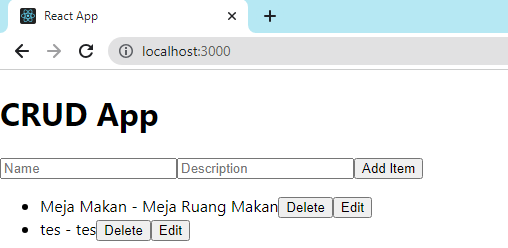 React App
localhost:3000
CRUD App
Name Description Add Item
Meja Makan - Meja Ruang Makan Delete Edit
tes - tes Delete Edit